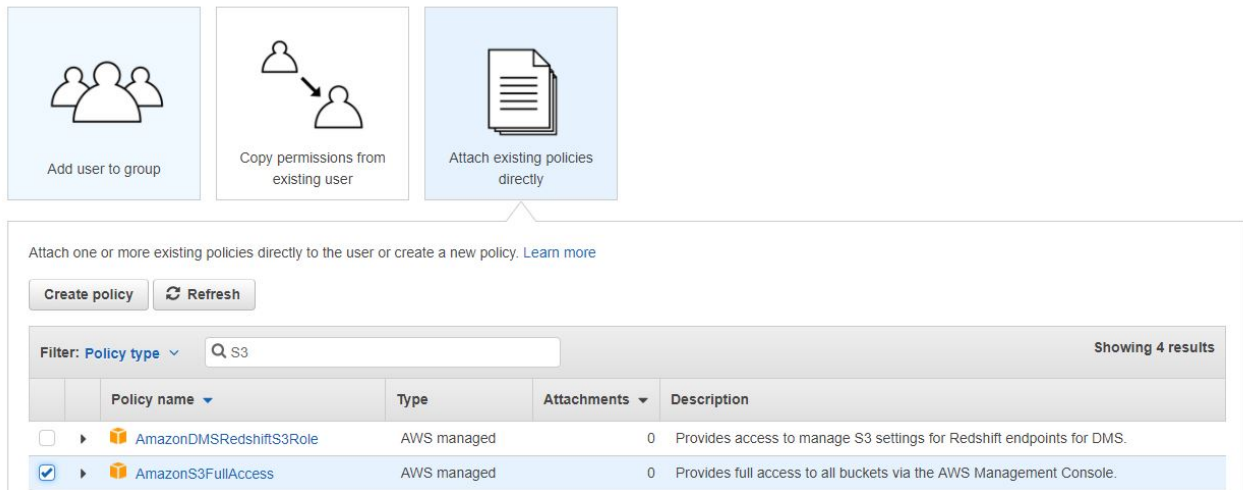 Add user to group
Copy permissions from
existing user
Attach existing policies
directly
Attach one or more existing policies directly to the user or create a new policy. Learn more
Create policy Refresh
Filter: Policy type S3 Showing 4 results
Policy name Type Attachments Description
AmazonDMSRedshiftS3Role AWS managed 0 Provides access to manage S3 settings for Redshift endpoints for DMS.
AmazonS3FullAccess AWS managed 0 Provides full access to all buckets via the AWS Management Console.